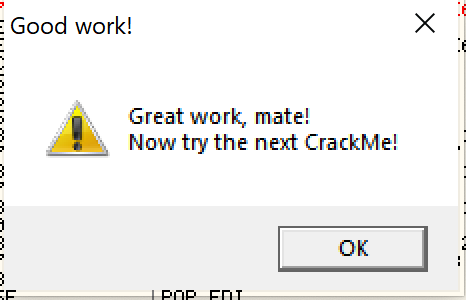 Good work!
Great work, mate!
Now try the next CrackMe!
OK
POP EDI